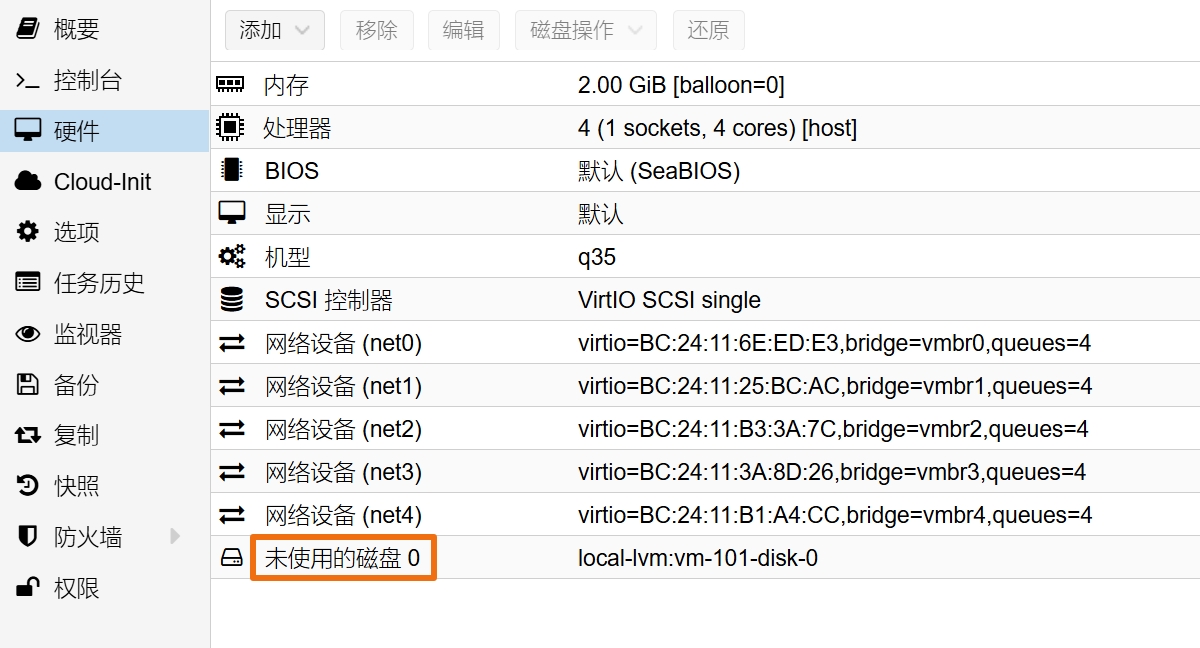 概要
控制台
硬件
Cloud-Init
选项
任务历史
监视器
备份
复制
快照
防火墙
权限
添加 移除 编辑 磁盘操作 还原
内存 2.00 GiB [balloon=0]
处理器 4 (1 sockets, 4 cores) [host]
BIOS 默认 (SeaBIOS)
显示 默认
机型 q35
SCSI 控制器 VirtIO SCSI single
网络设备 (net0) virtio=BC:24:11:6E:ED:E3,bridge=vmbr0,queues=4
网络设备 (net1) virtio=BC:24:11:25:BC:AC,bridge=vmbr1,queues=4
网络设备 (net2) virtio=BC:24:11:B3:3A:7C,bridge=vmbr2,queues=4
网络设备 (net3) virtio=BC:24:11:3A:8D:26,bridge=vmbr3,queues=4
网络设备 (net4) virtio=BC:24:11:B1:A4:CC,bridge=vmbr4,queues=4
未使用的磁盘 0 local-lvm:vm-101-disk-0